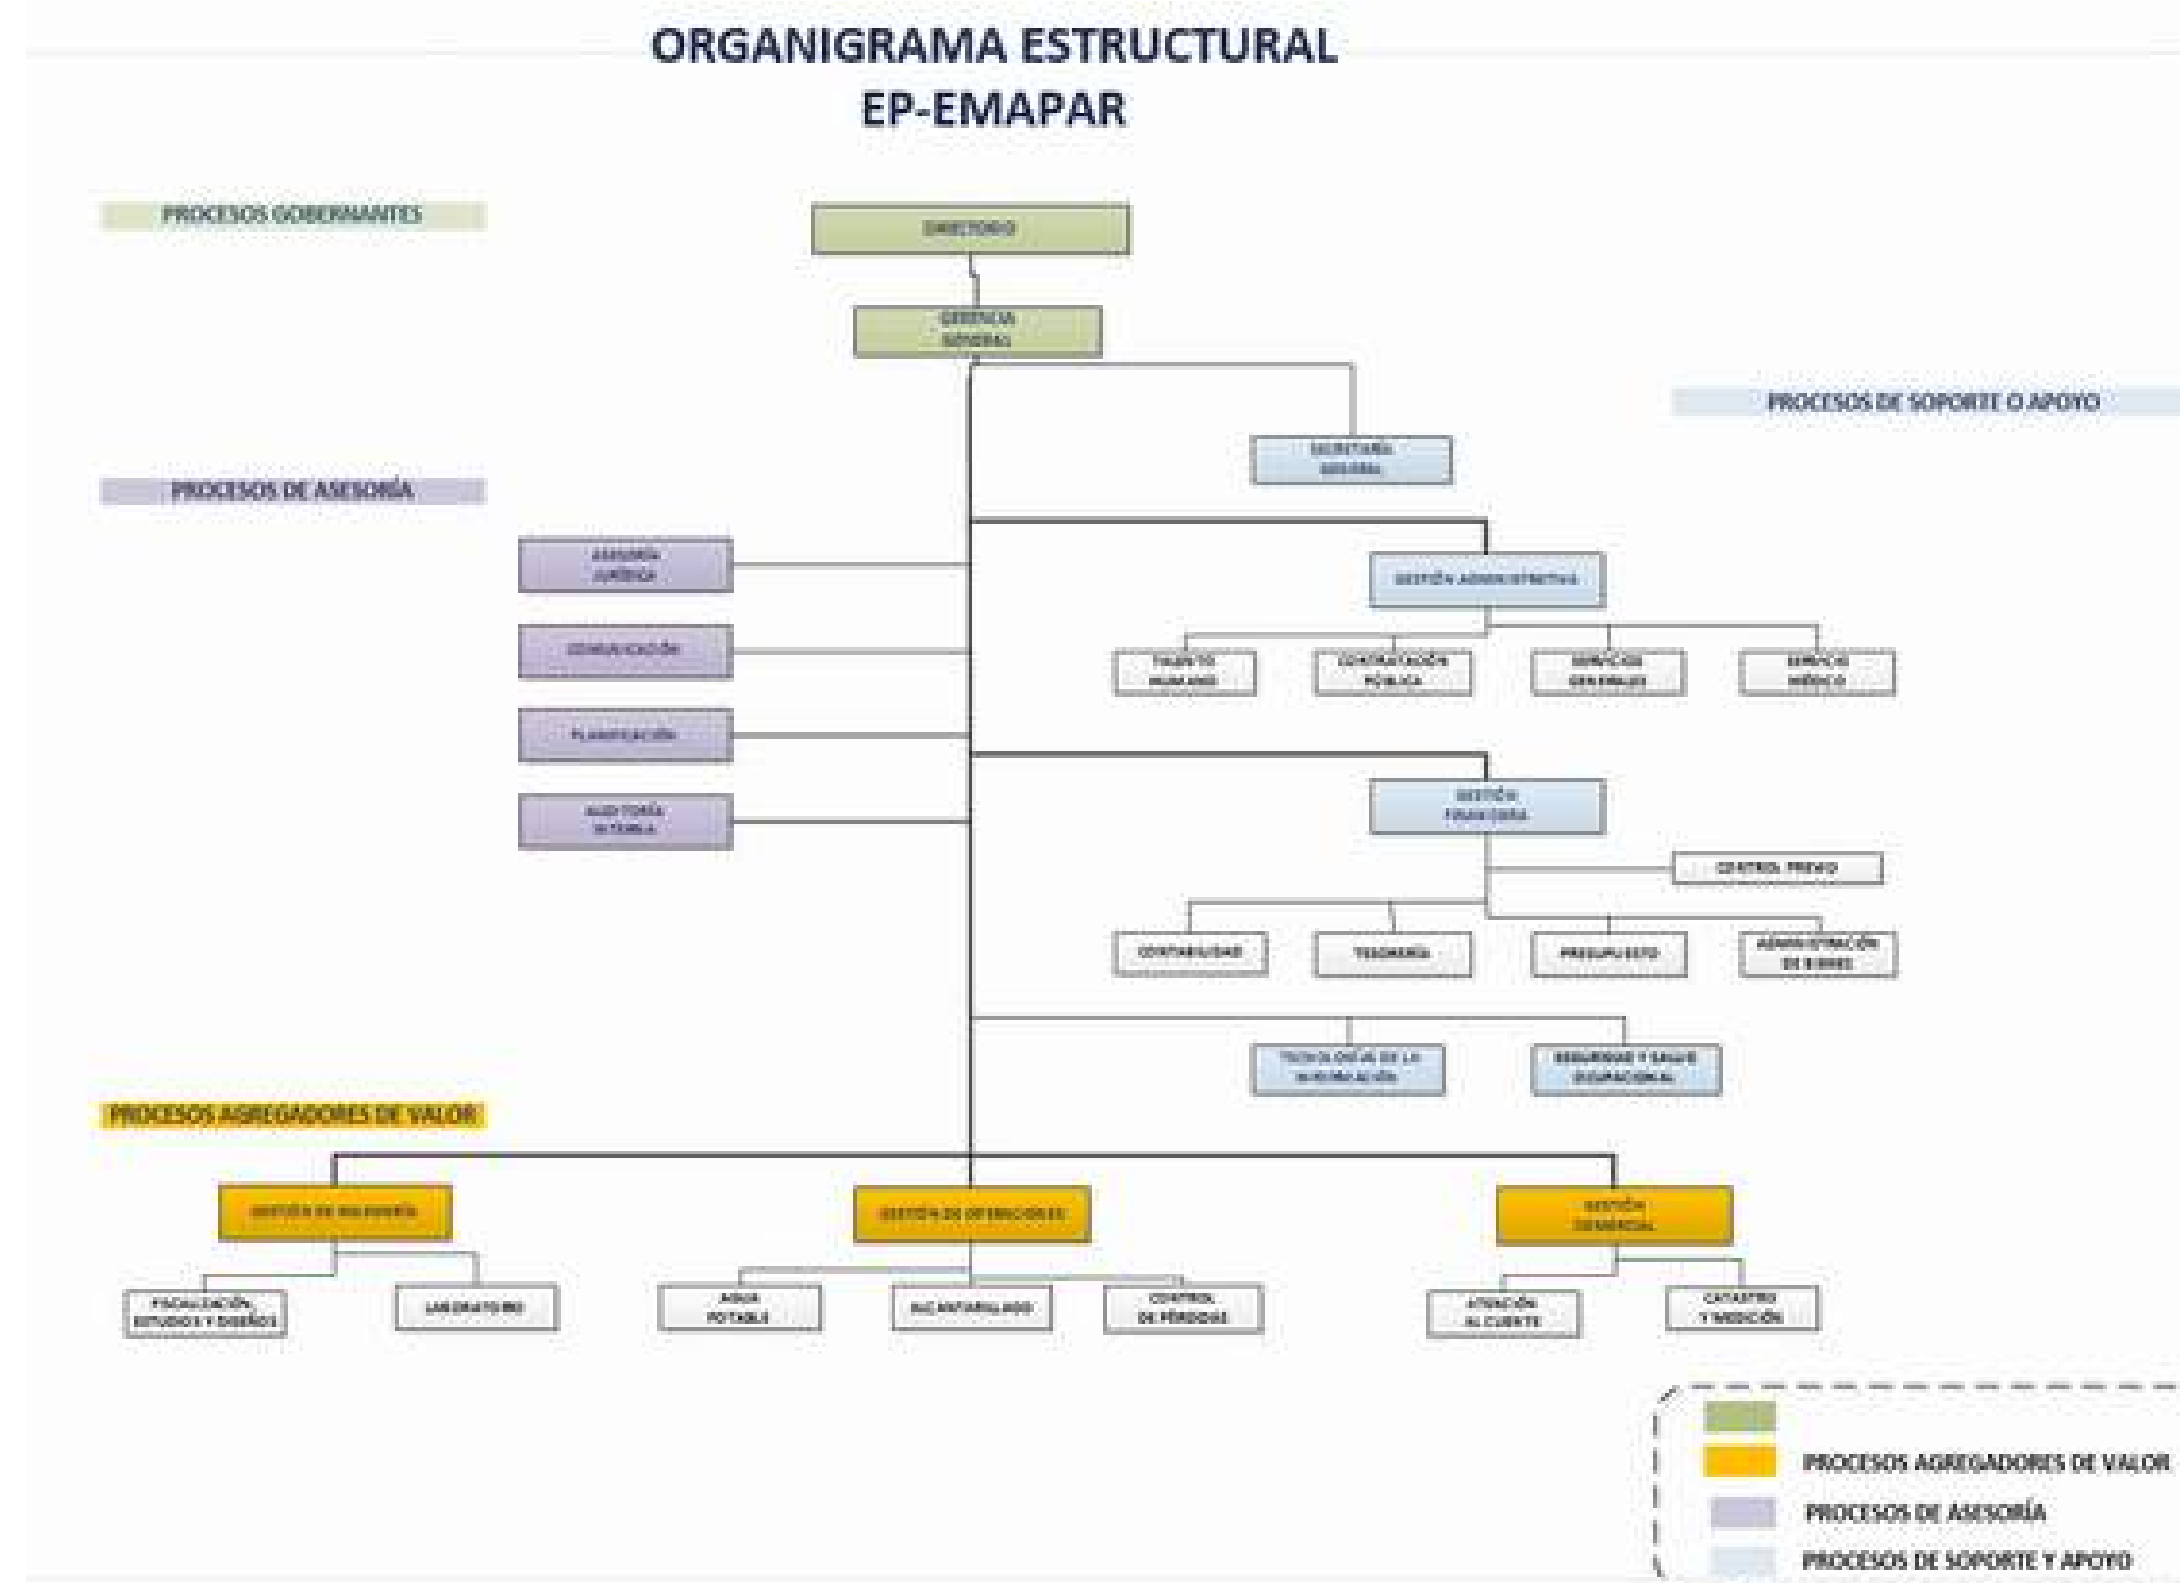 ORGANIGRAMA ESTRUCTURAL
EP-EMAPAR
PROCESOS GOBERNANTES
DIRECTORIO
GERENCIA
GENERAL
PROCESOS DE SOPORTE O APOYO
SECRETARÍA
GENERAL
PROCESOS DE ASESORÍA
ASESORÍA
JURÍDICA
GESTIÓN ADMINISTRATIVA
COMUNICACIÓN
TALENTO
HUMANO
CONTRATACIÓN
PÚBLICA
SERVICIOS
GENERALES
SERVICIO
MÉDICO
PLANIFICACIÓN
AUDITORÍA
INTERNA
GESTIÓN
FINANCIERA
CONTROL PREVIO
CONTABILIDAD
TESORERÍA
PRESUPUESTO
ADMINISTRACIÓN
DE BIENES
TECNOLOGÍAS DE LA
INFORMACIÓN
SEGURIDAD Y SALUD
OCUPACIONAL
PROCESOS AGREGADORES DE VALOR
GESTIÓN DE INGENIERÍA
GESTIÓN DE OPERACIONES
GESTIÓN
COMERCIAL
FISCALIZACIÓN,
ESTUDIOS Y DISEÑOS
LABORATORIO
AGUA
POTABLE
ALCANTARILLADO
CONTROL
DE PÉRDIDAS
ATENCIÓN
AL CLIENTE
CATASTRO
Y MEDICIÓN
PROCESOS AGREGADORES DE VALOR
PROCESOS DE ASESORÍA
PROCESOS DE SOPORTE Y APOYO